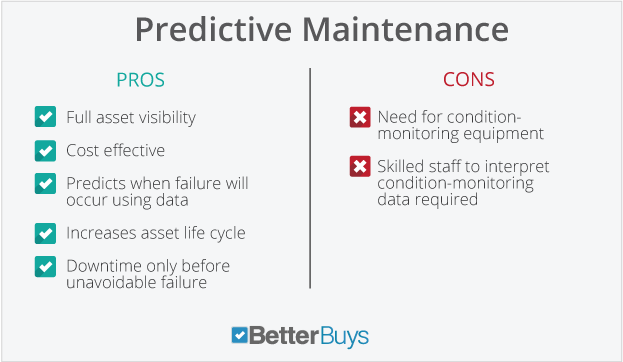 Predictive Maintenance
PROS
Full asset visibility
Cost effective
Predicts when failure will
occur using data
Increases asset life cycle
Downtime only before
unavoidable failure
CONS
Need for condition-
monitoring equipment
Skilled staff to interpret
condition-monitoring
data required
BetterBuys